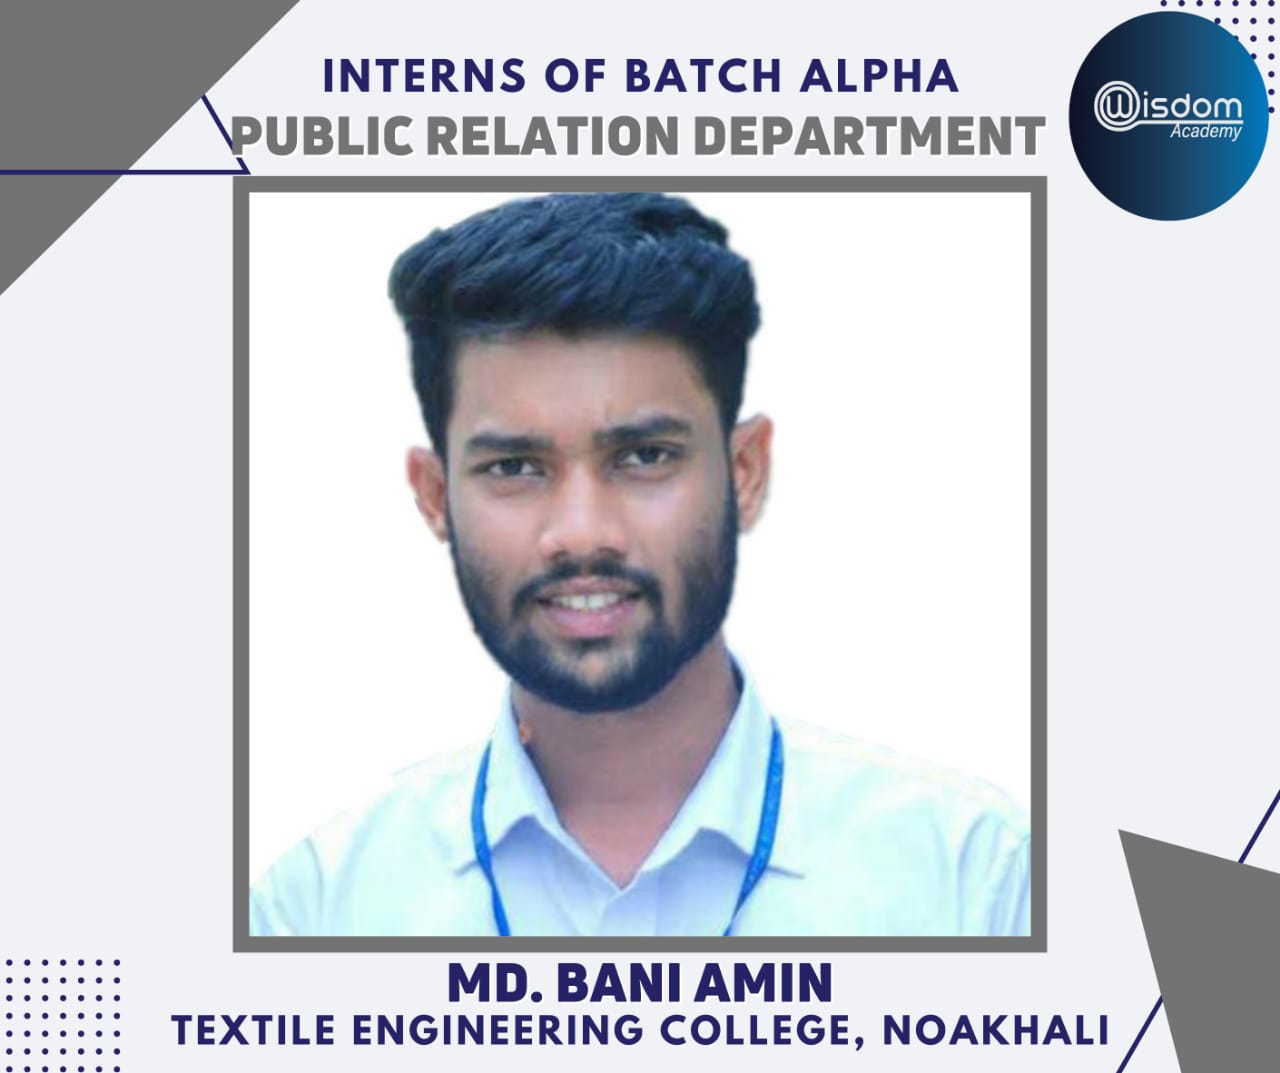 INTERNS OF BATCH ALPHA
PUBLIC RELATION DEPARTMENT
Wisdom
Academy
MD. BANI AMIN
TEXTILE ENGINEERING COLLEGE, NOAKHALI